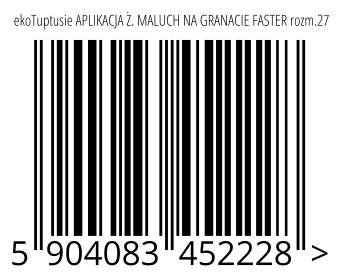 ekoTuptusie APLIKACJA Ż. MALUCH NA GRANACIE FASTER rozm.27
5 904083 452228 >